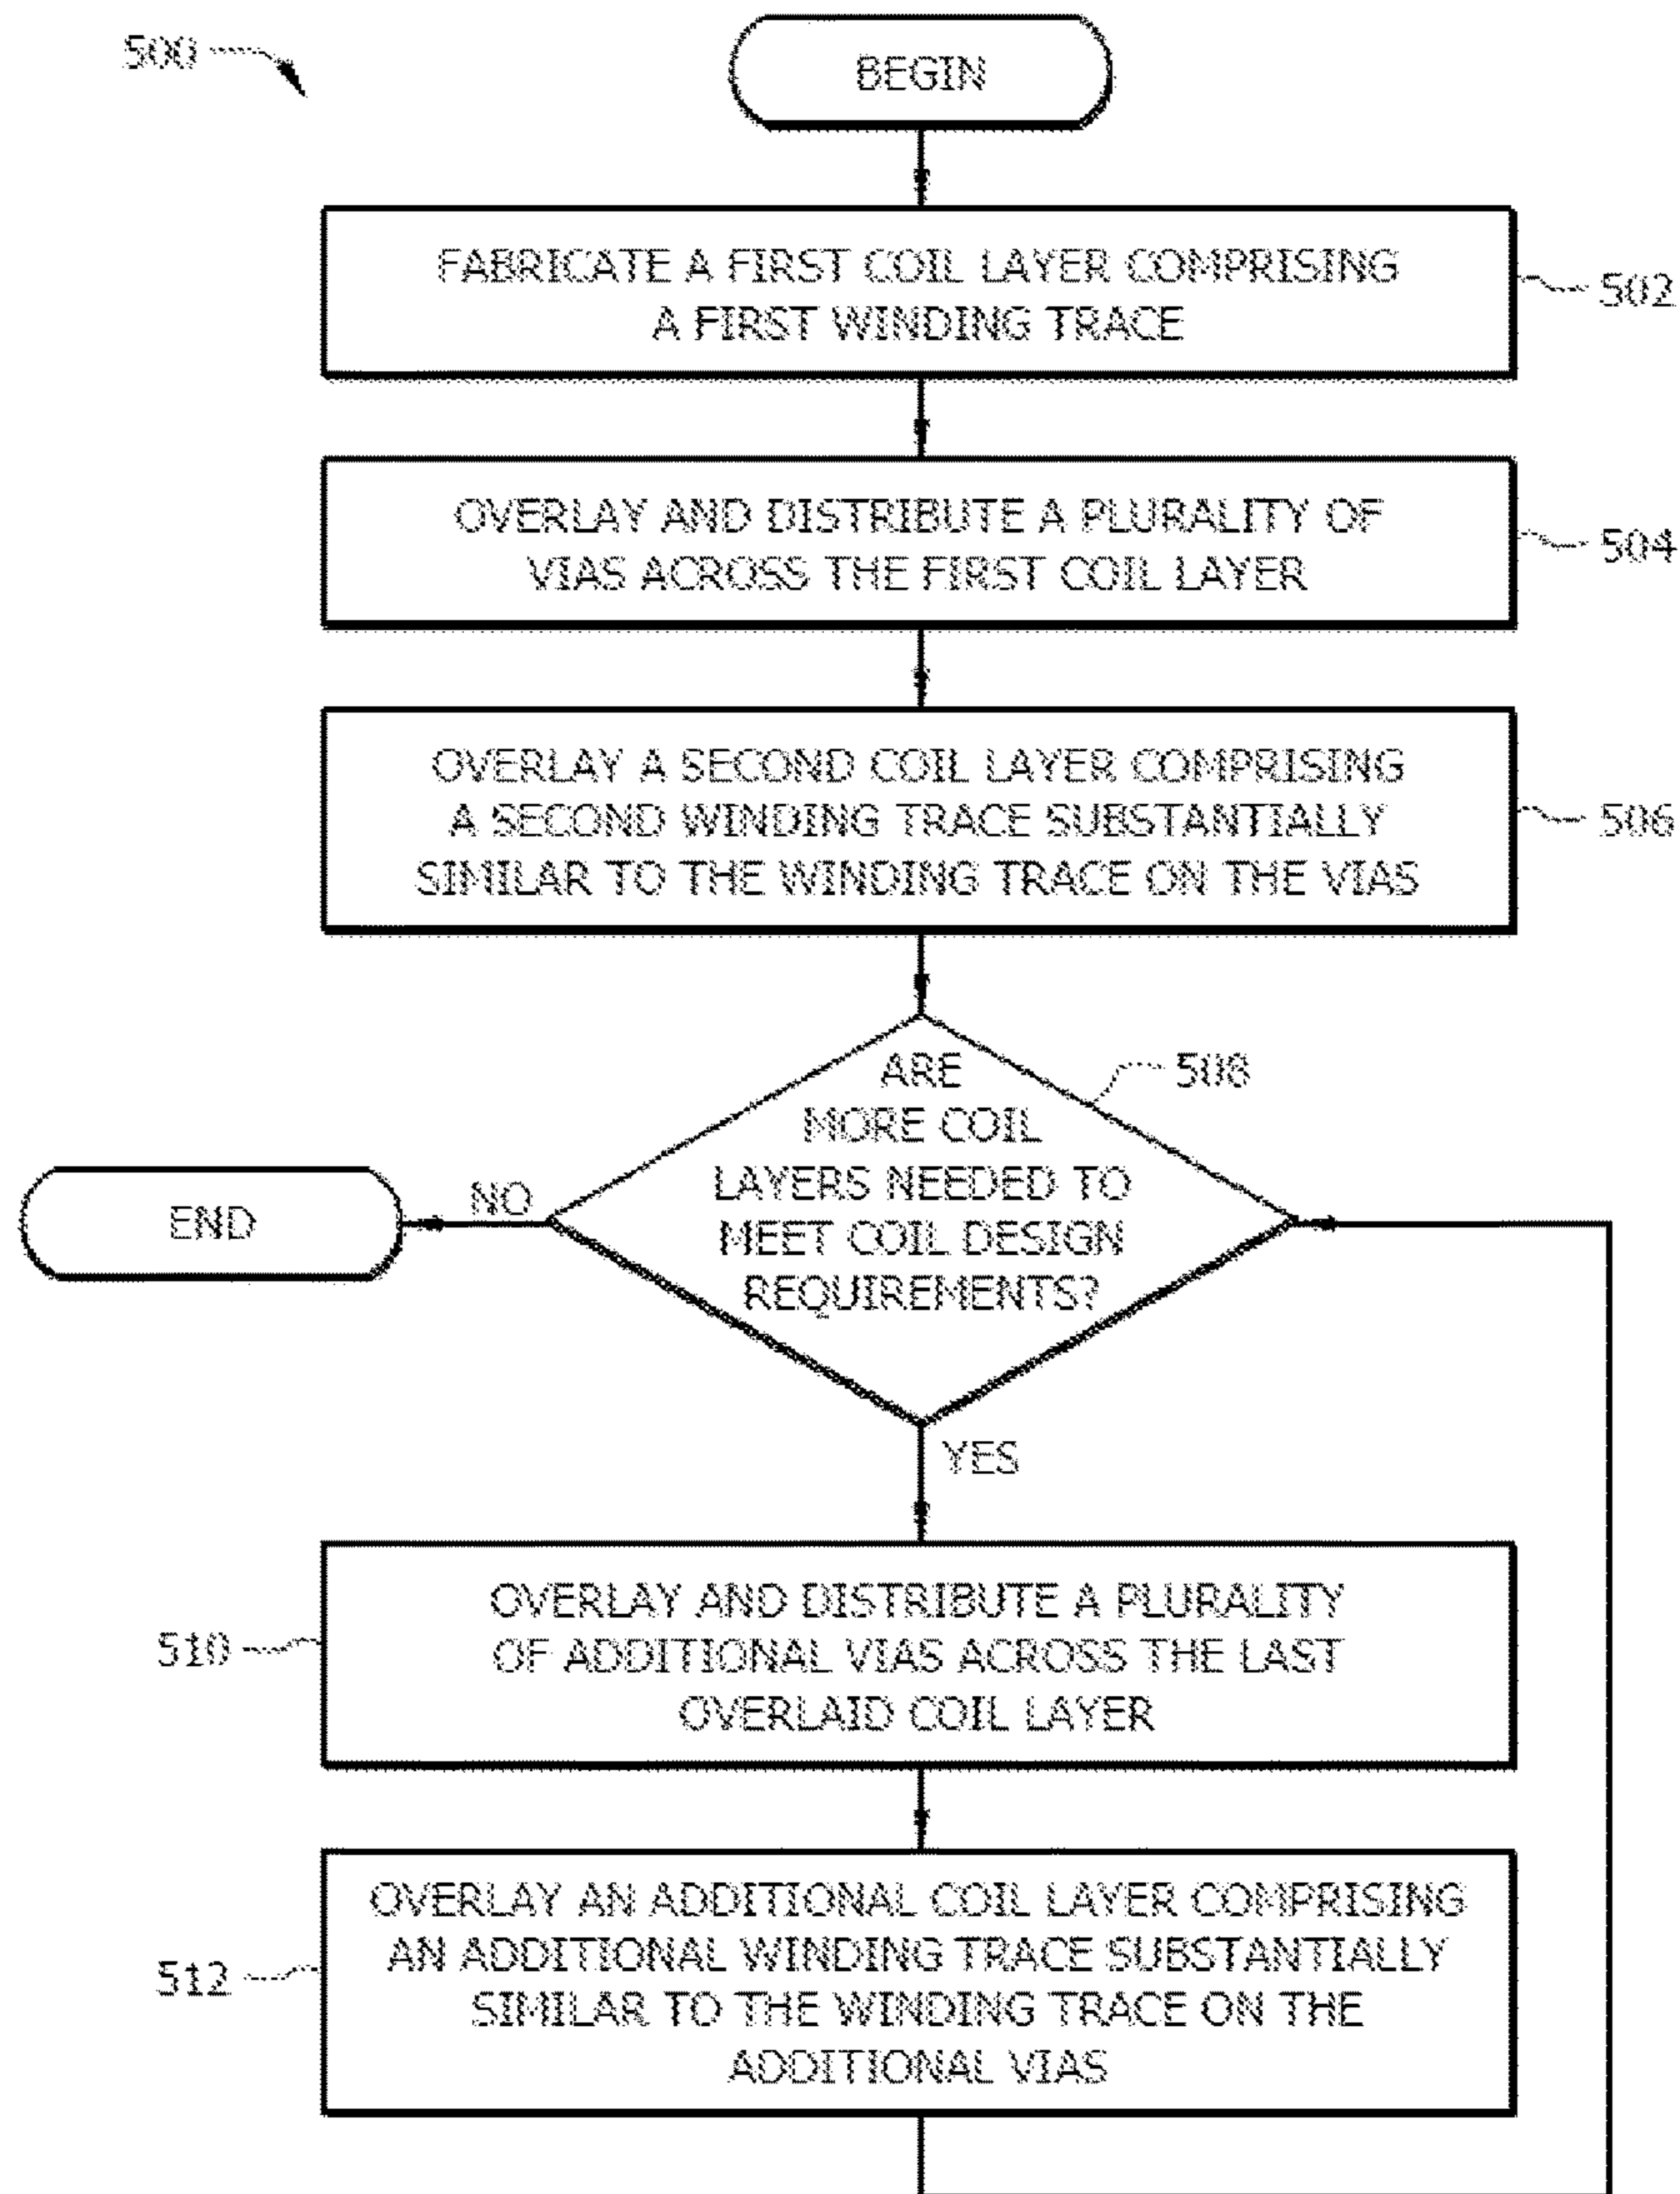 500
BEGIN
FABRICATE A FIRST COIL LAYER COMPRISING
A FIRST WINDING TRACE
502
OVERLAY AND DISTRIBUTE A PLURALITY OF
VIAS ACROSS THE FIRST COIL LAYER
504
OVERLAY A SECOND COIL LAYER COMPRISING
A SECOND WINDING TRACE SUBSTANTIALLY
SIMILAR TO THE WINDING TRACE ON THE VIAS
506
ARE
MORE COIL
LAYERS NEEDED TO
MEET COIL DESIGN
REQUIREMENTS?
508
NO
END
YES
OVERLAY AND DISTRIBUTE A PLURALITY
OF ADDITIONAL VIAS ACROSS THE LAST
OVERLAID COIL LAYER
510
OVERLAY AN ADDITIONAL COIL LAYER COMPRISING
AN ADDITIONAL WINDING TRACE SUBSTANTIALLY
SIMILAR TO THE WINDING TRACE ON THE
ADDITIONAL VIAS
512